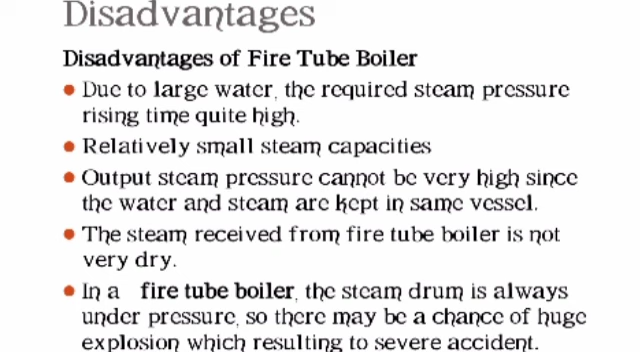 Disadvantages
Disadvantages of Fire Tube Boiler
• Due to large water, the required steam pressure
rising time quite high.
• Relatively small steam capacities
• Output steam pressure cannot be very high since
the water and steam are kept in same vessel.
• The steam received from fire tube boiler is not
very dry.
• In a fire tube boiler, the steam drum is always
under pressure, so there may be a chance of huge
explosion which resulting to severe accident.